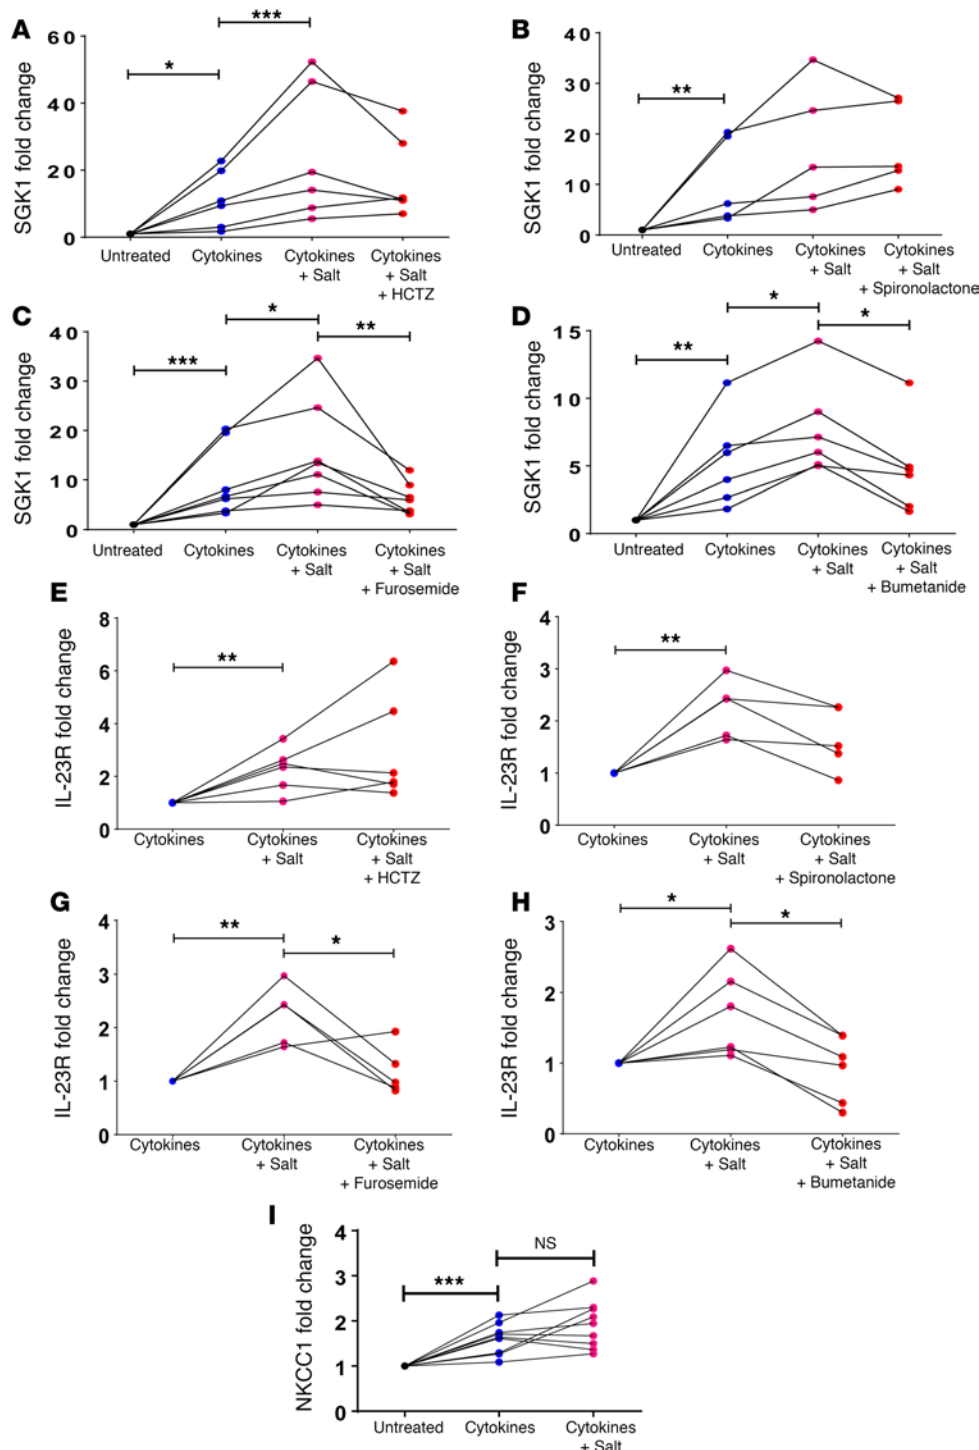 A
***
*
60
40
20
0
SGK1 fold change
Untreated
Cytokines
Cytokines
+ Salt
Cytokines
+ Salt
+ HCTZ
B
**
40
30
20
10
0
SGK1 fold change
Untreated
Cytokines
Cytokines
+ Salt
Cytokines
+ Salt
+ Spironolactone
C
*
**
***
40
30
20
10
0
SGK1 fold change
Untreated
Cytokines
Cytokines
+ Salt
Cytokines
+ Salt
+ Furosemide
D
*
*
**
15
10
5
0
SGK1 fold change
Untreated
Cytokines
Cytokines
+ Salt
Cytokines
+ Salt
+ Bumetanide
E
**
8
6
4
2
0
IL-23R fold change
Cytokines
Cytokines
+ Salt
Cytokines
+ Salt
+ HCTZ
F
**
4
3
2
1
0
IL-23R fold change
Cytokines
Cytokines
+ Salt
Cytokines
+ Salt
+ Spironolactone
G
**
*
4
3
2
1
0
IL-23R fold change
Cytokines
Cytokines
+ Salt
Cytokines
+ Salt
+ Furosemide
H
*
*
3
2
1
0
IL-23R fold change
Cytokines
Cytokines
+ Salt
Cytokines
+ Salt
+ Bumetanide
I
NS
***
4
3
2
1
0
NKCC1 fold change
Untreated
Cytokines
Cytokines
+ Salt